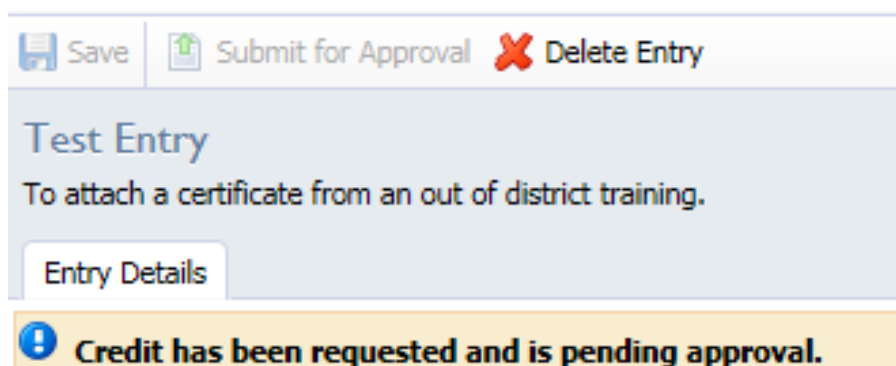 Save Submit for Approval Delete Entry
Test Entry
To attach a certificate from an out of district training.
Entry Details
Credit has been requested and is pending approval.